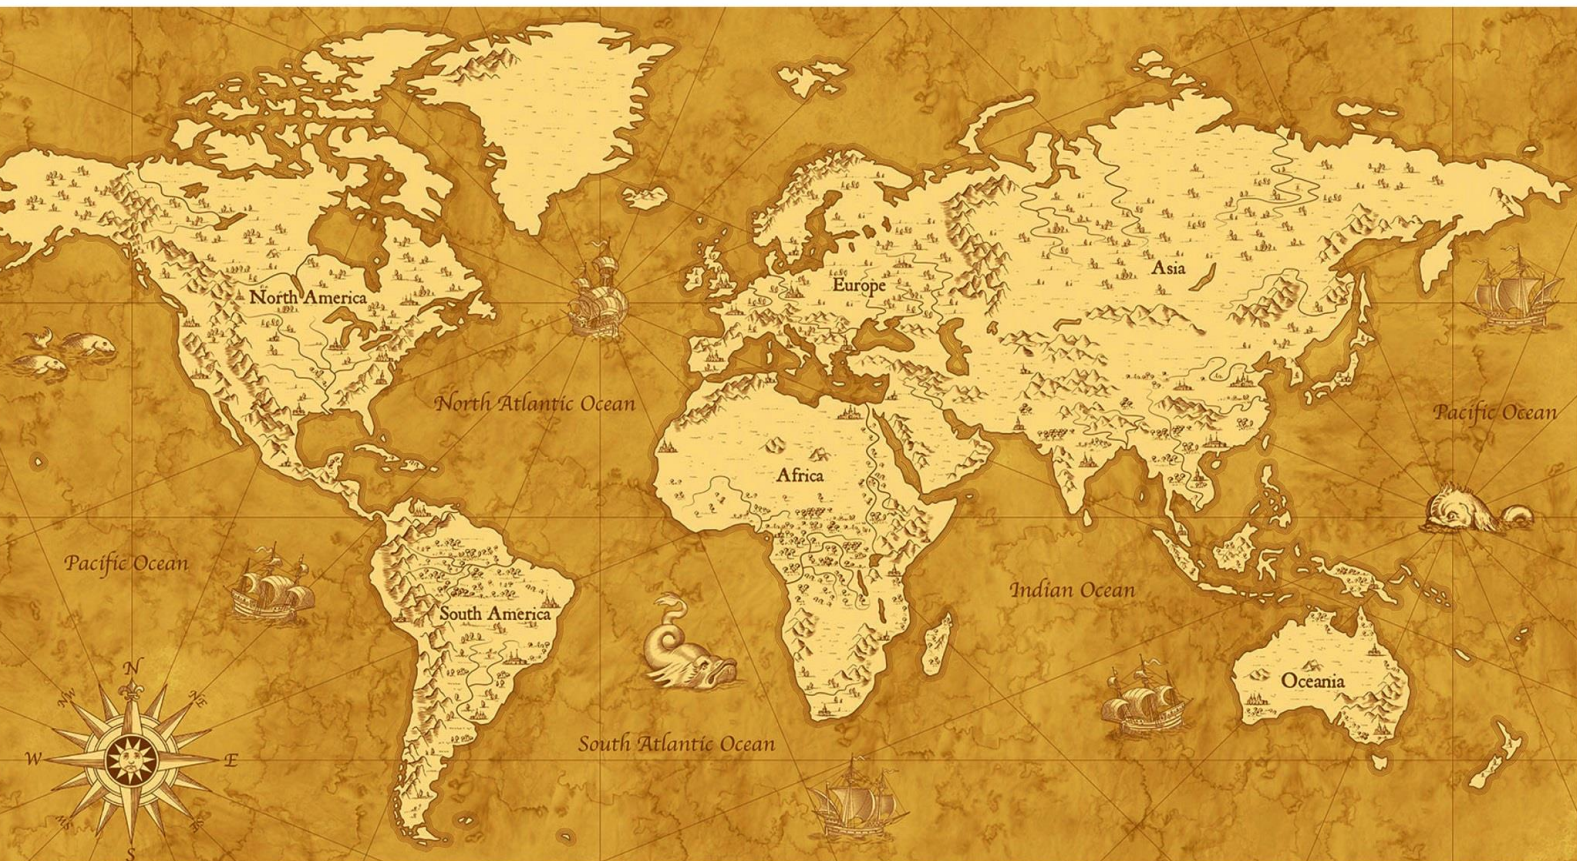 North America
Europe
Asia
North Atlantic Ocean
Pacific Ocean
Africa
Pacific Ocean
Indian Ocean
South America
Oceania
South Atlantic Ocean
N
NW
NE
W
E
SE
S